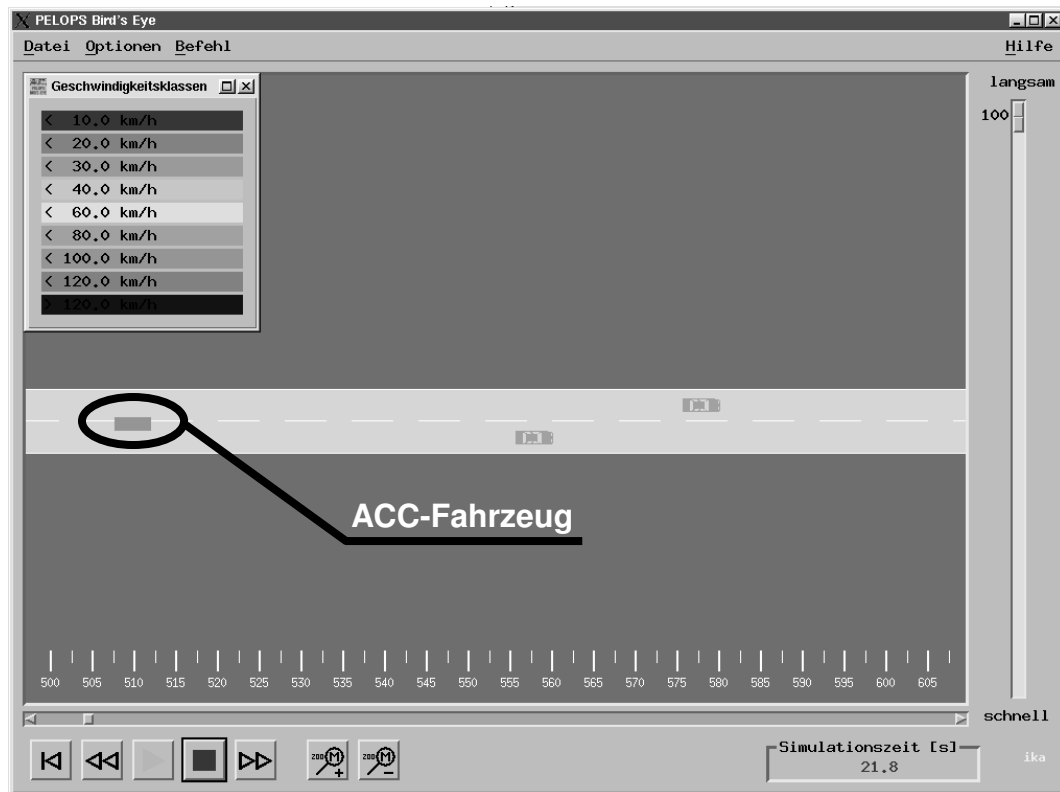 PELOPS Bird's Eye
Datei Optionen Befehl Hilfe
Geschwindigkeitsklassen
langsam
100
< 10.0 km/h
< 20.0 km/h
< 30.0 km/h
< 40.0 km/h
< 60.0 km/h
< 80.0 km/h
< 100.0 km/h
< 120.0 km/h
> 120.0 km/h
ACC-Fahrzeug
500 505 510 515 520 525 530 535 540 545 550 555 560 565 570 575 580 585 590 595 600 605
schnell
Simulationszeit [s]
21.8
ika
200 M +
200 M -